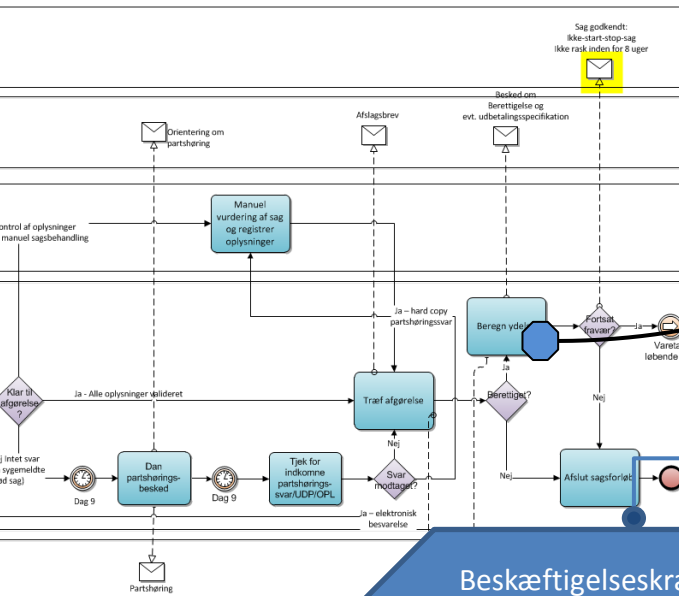 Sag godkendt:
Ikke-start-stop-sag
Ikke rask inden for 8 uger
Besked om
Berettigelse og
evt. udbetalingsspecifikation
Afslagsbrev
Orientering om
partshøring
Manuel
vurdering af sag
og registrer
oplysninger
ontrol af oplysninger
manuel sagsbehandling
Ja – hard copy
partshøringssvar
Beregn ydel
Fortsat
fravær?
Ja
Vareta
løbende
Klar til
afgørelse
?
Ja - Alle oplysninger valideret
Træf afgørelse
Ja
Berettiget?
Nej
Nej
j Intet svar
sygemeldte
ød sag)
Dag 9
Dan
partshørings-
besked
Dag 9
Tjek for
indkomne
partshørings-
svar/UDP/OPL
Nej
Svar
modtaget?
Ja – elektronisk
besvarelse
Afslut sagsforløb
Partshøring
Beskæftigelseskra